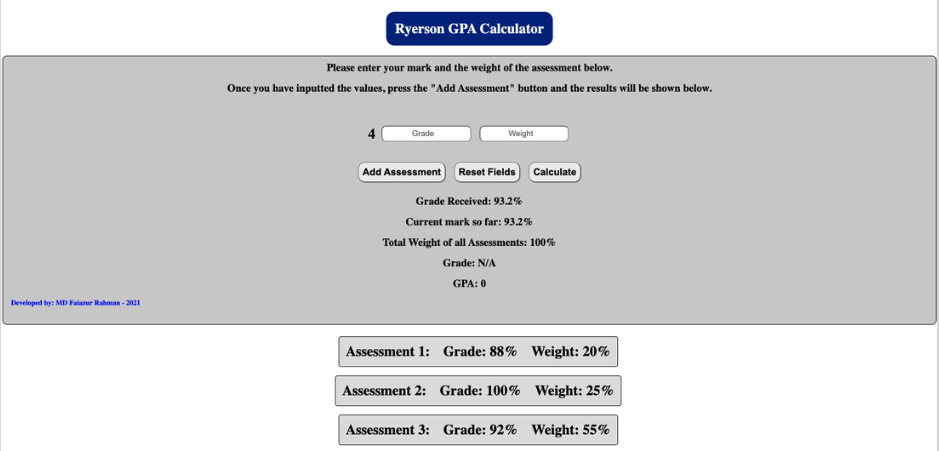 Ryerson GPA Calculator
Please enter your mark and the weight of the assessment below.
Once you have inputted the values, press the "Add Assessment" button and the results will be shown below.
4 Grade Weight
Add Assessment Reset Fields Calculate
Grade Received: 93.2%
Current mark so far: 93.2%
Total Weight of all Assessments: 100%
Grade: N/A
GPA: 0
Developed by: MD Faiazur Rahman - 2021
Assessment 1: Grade: 88% Weight: 20%
Assessment 2: Grade: 100% Weight: 25%
Assessment 3: Grade: 92% Weight: 55%